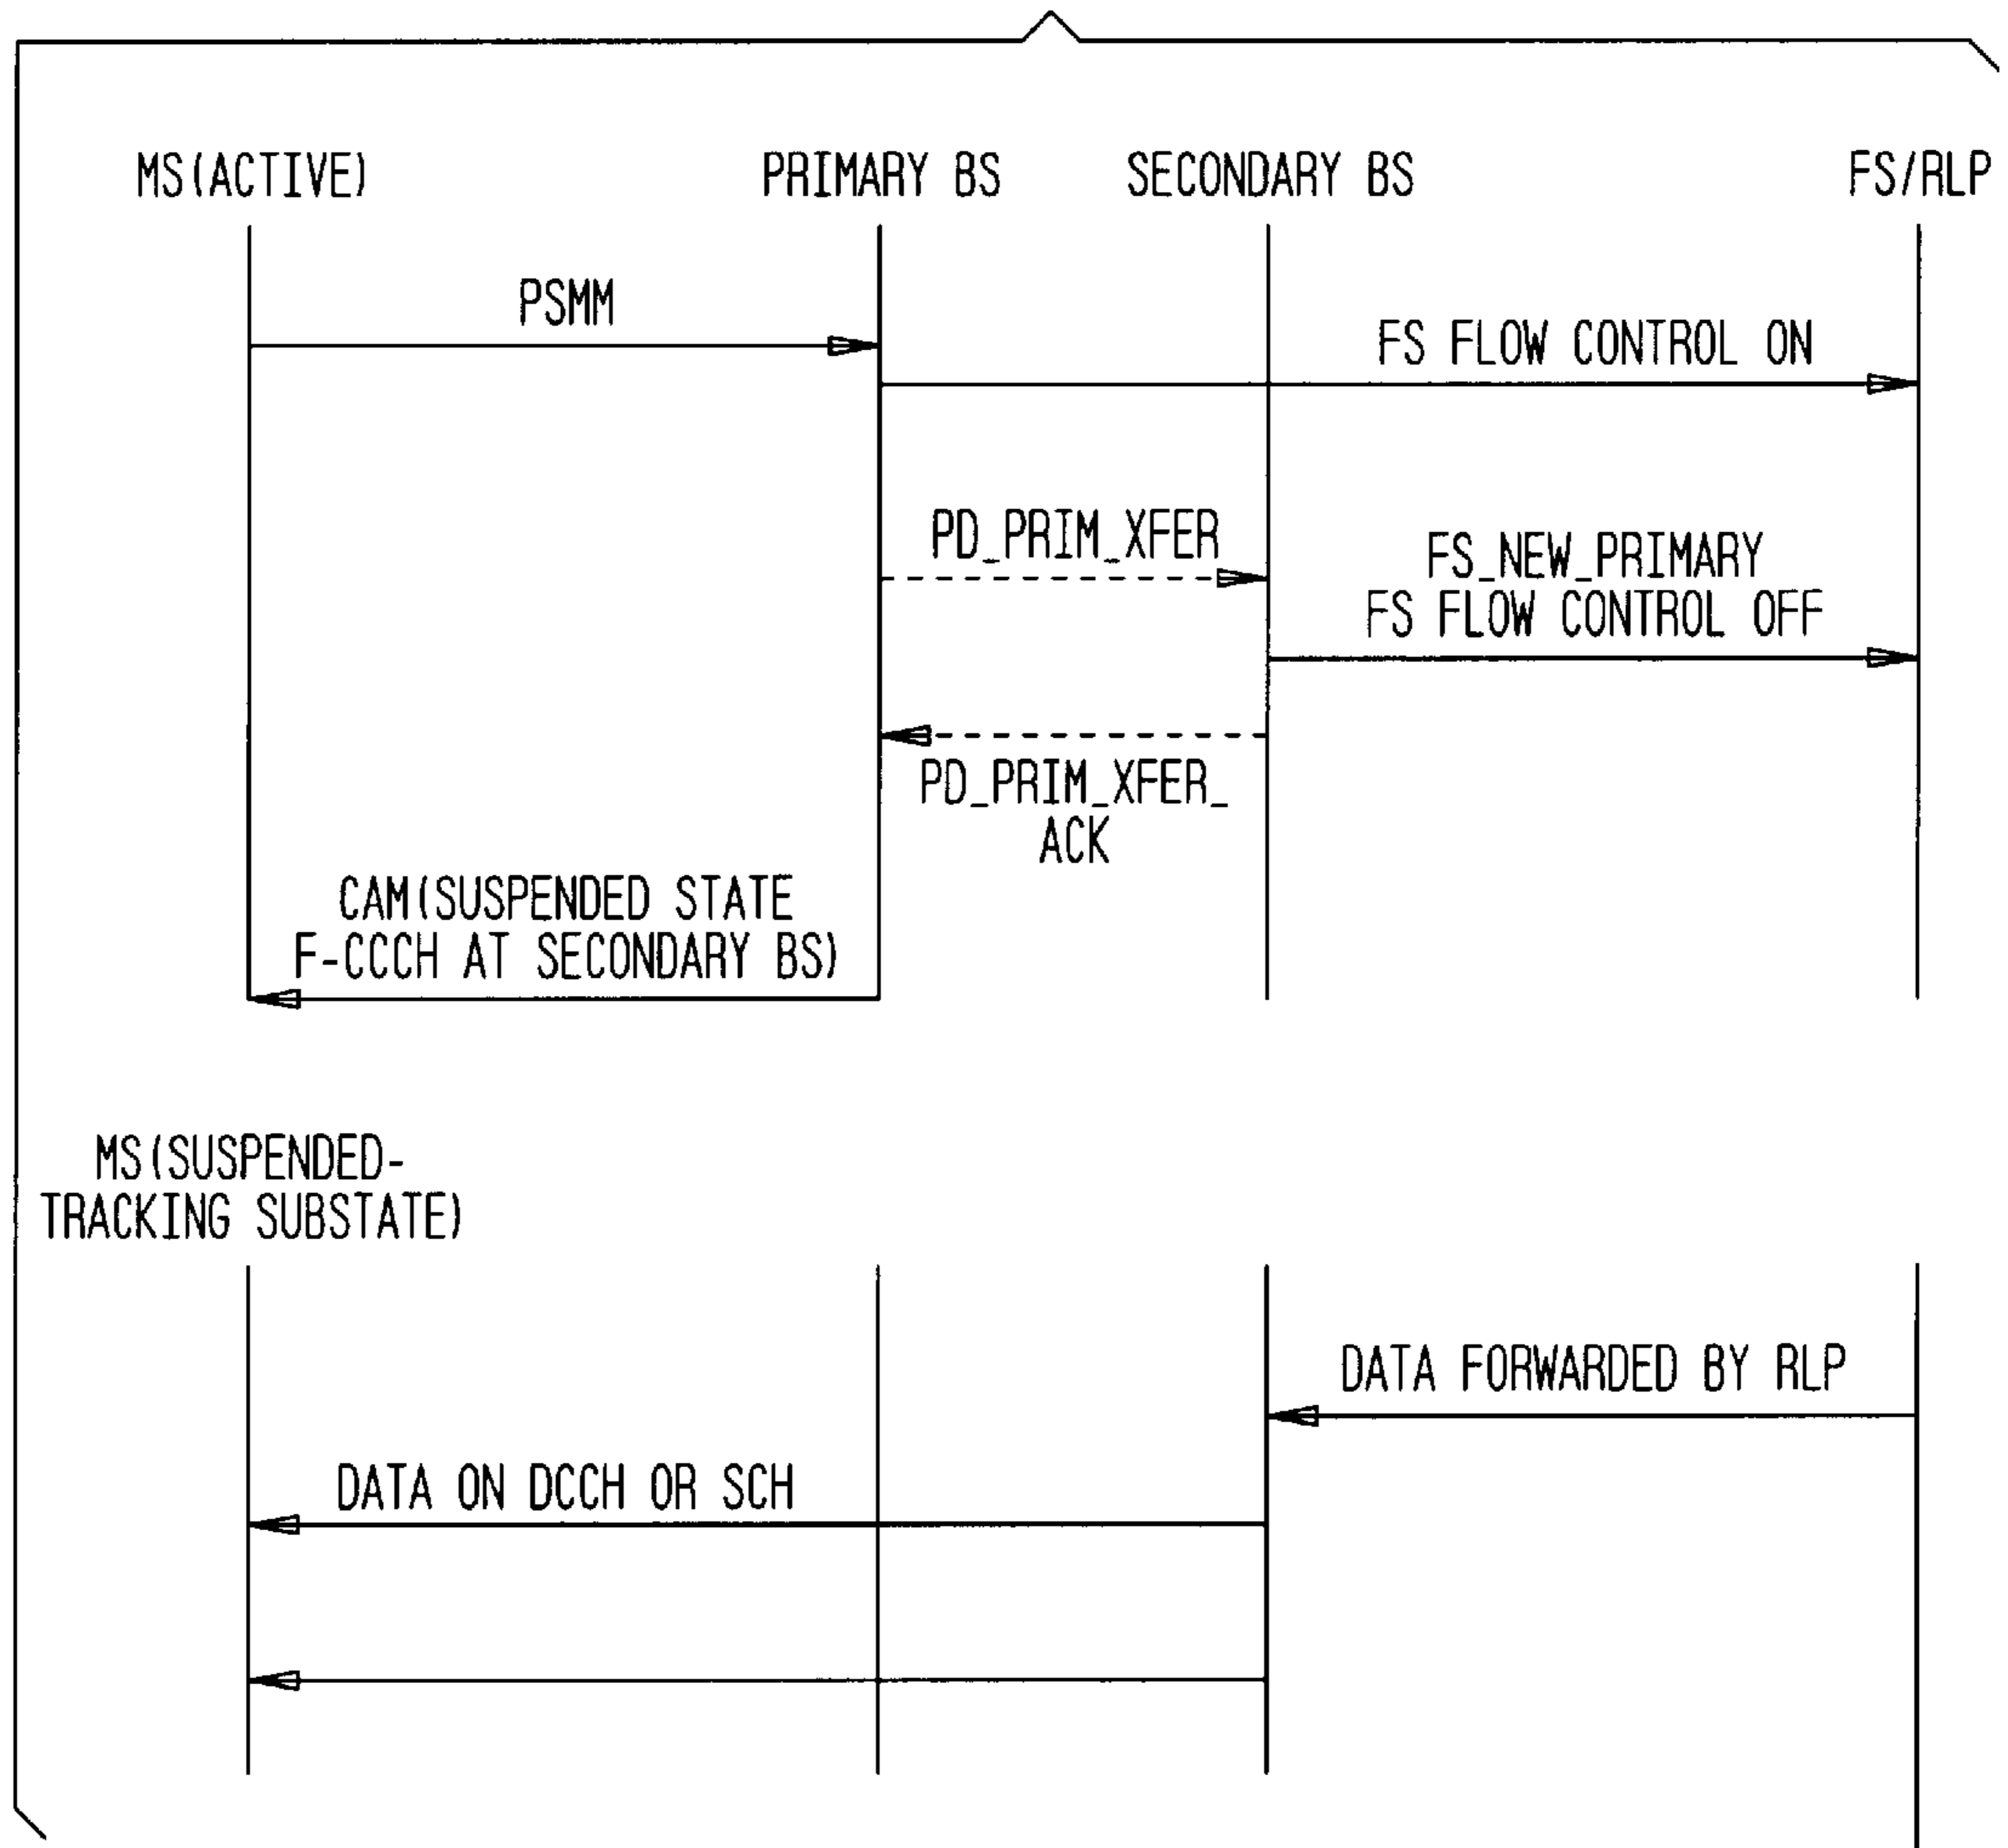 MS(ACTIVE)
PRIMARY BS
SECONDARY BS
FS/RLP
PSMM
FS FLOW CONTROL ON
PD_PRIM_XFER
FS_NEW_PRIMARY
FS FLOW CONTROL OFF
PD_PRIM_XFER_
ACK
CAM(SUSPENDED STATE
F-CCCH AT SECONDARY BS)
MS(SUSPENDED-
TRACKING SUBSTATE)
DATA FORWARDED BY RLP
DATA ON DCCH OR SCH